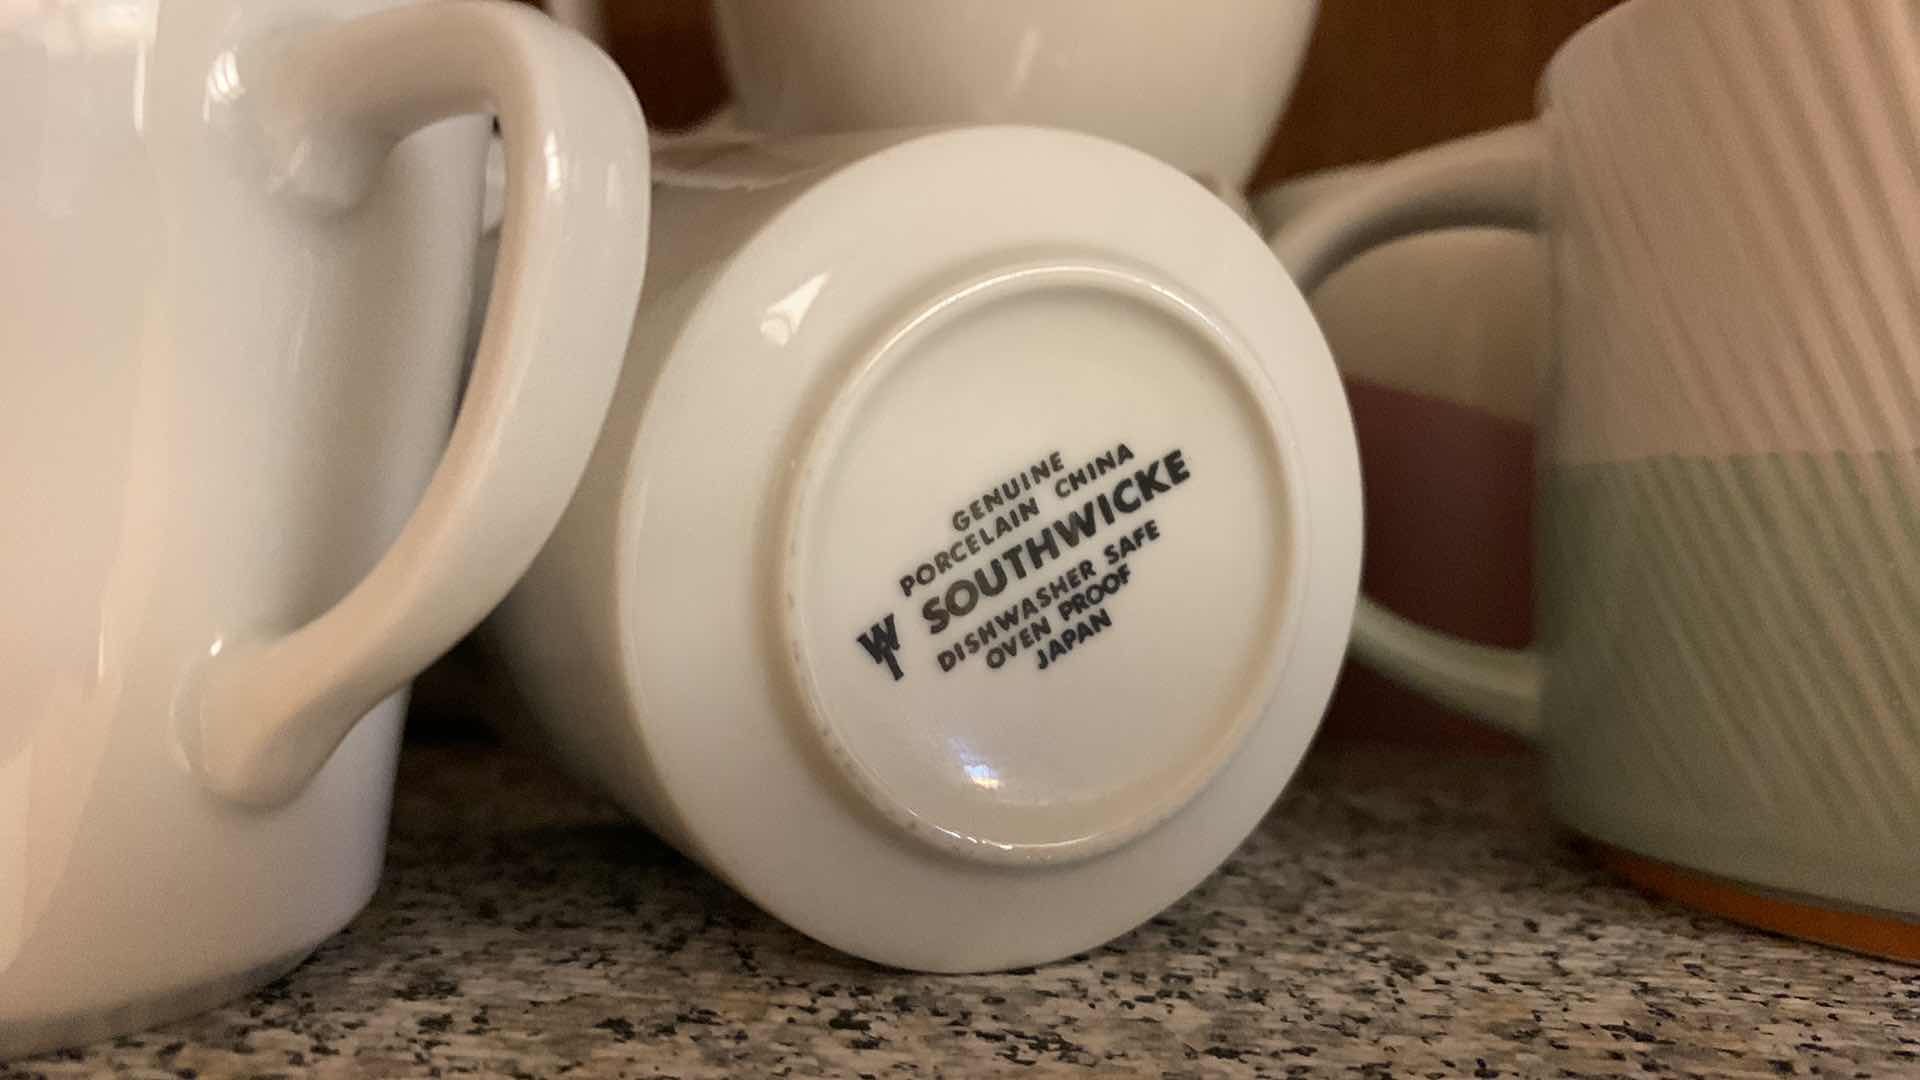 GENUINE
PORCELAIN CHINA
SOUTHWICKE
DISHWASHER SAFE
OVEN PROOF
JAPAN